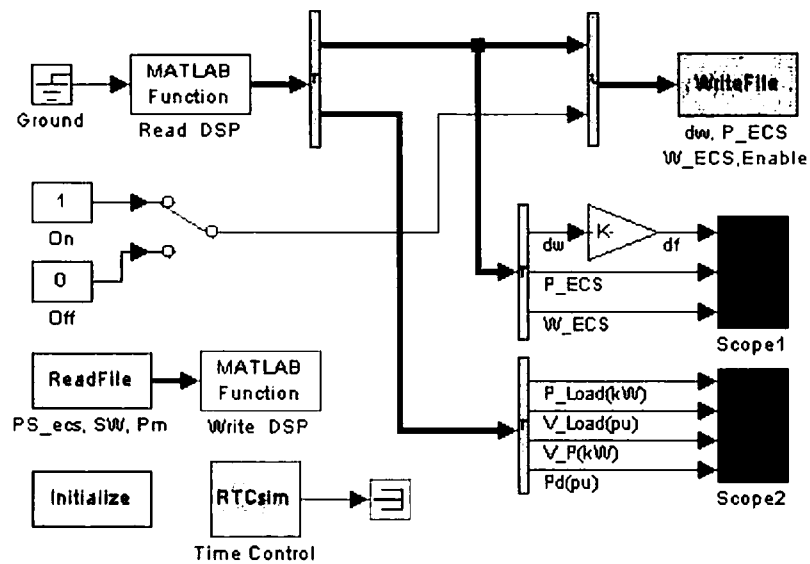 MATLAB
Function
Read DSP
Ground
WriteFile
dw, P_ECS
W_ECS,Enable
1
On
0
Off
dw
K-
df
P_ECS
W_ECS
Scope1
ReadFile
PS_ecs, SW, Pm
MATLAB
Function
Write DSP
P_Load(kW)
V_Load(pu)
V_P(kW)
Pd(pu)
Scope2
Initialize
RTCsim
Time Control